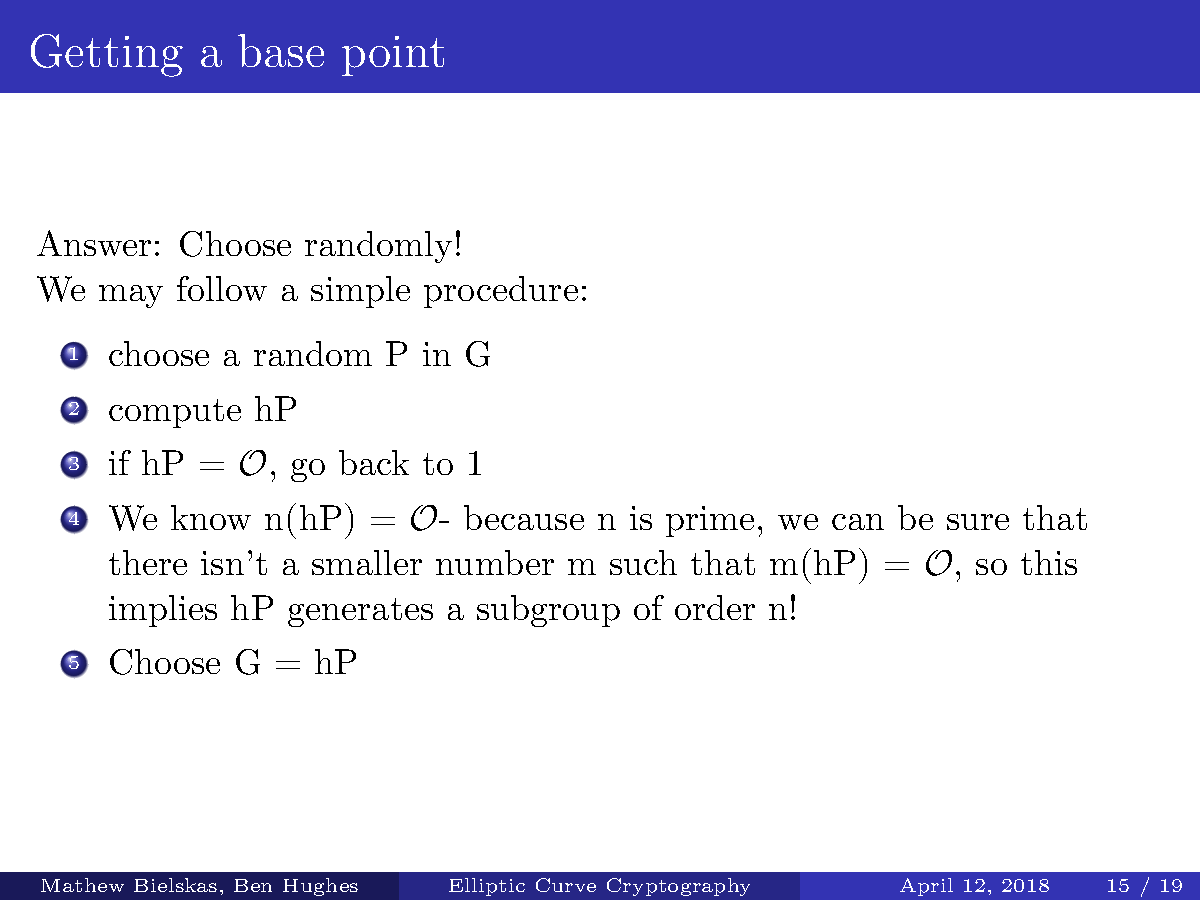 Getting a base point
Answer: Choose randomly!
We may follow a simple procedure:
1 choose a random P in G
2 compute hP
3 if hP = 𝒪, go back to 1
4 We know n(hP) = 𝒪- because n is prime, we can be sure that
there isn't a smaller number m such that m(hP) = 𝒪, so this
implies hP generates a subgroup of order n!
5 Choose G = hP
Mathew Bielskas, Ben Hughes Elliptic Curve Cryptography April 12, 2018 15 / 19